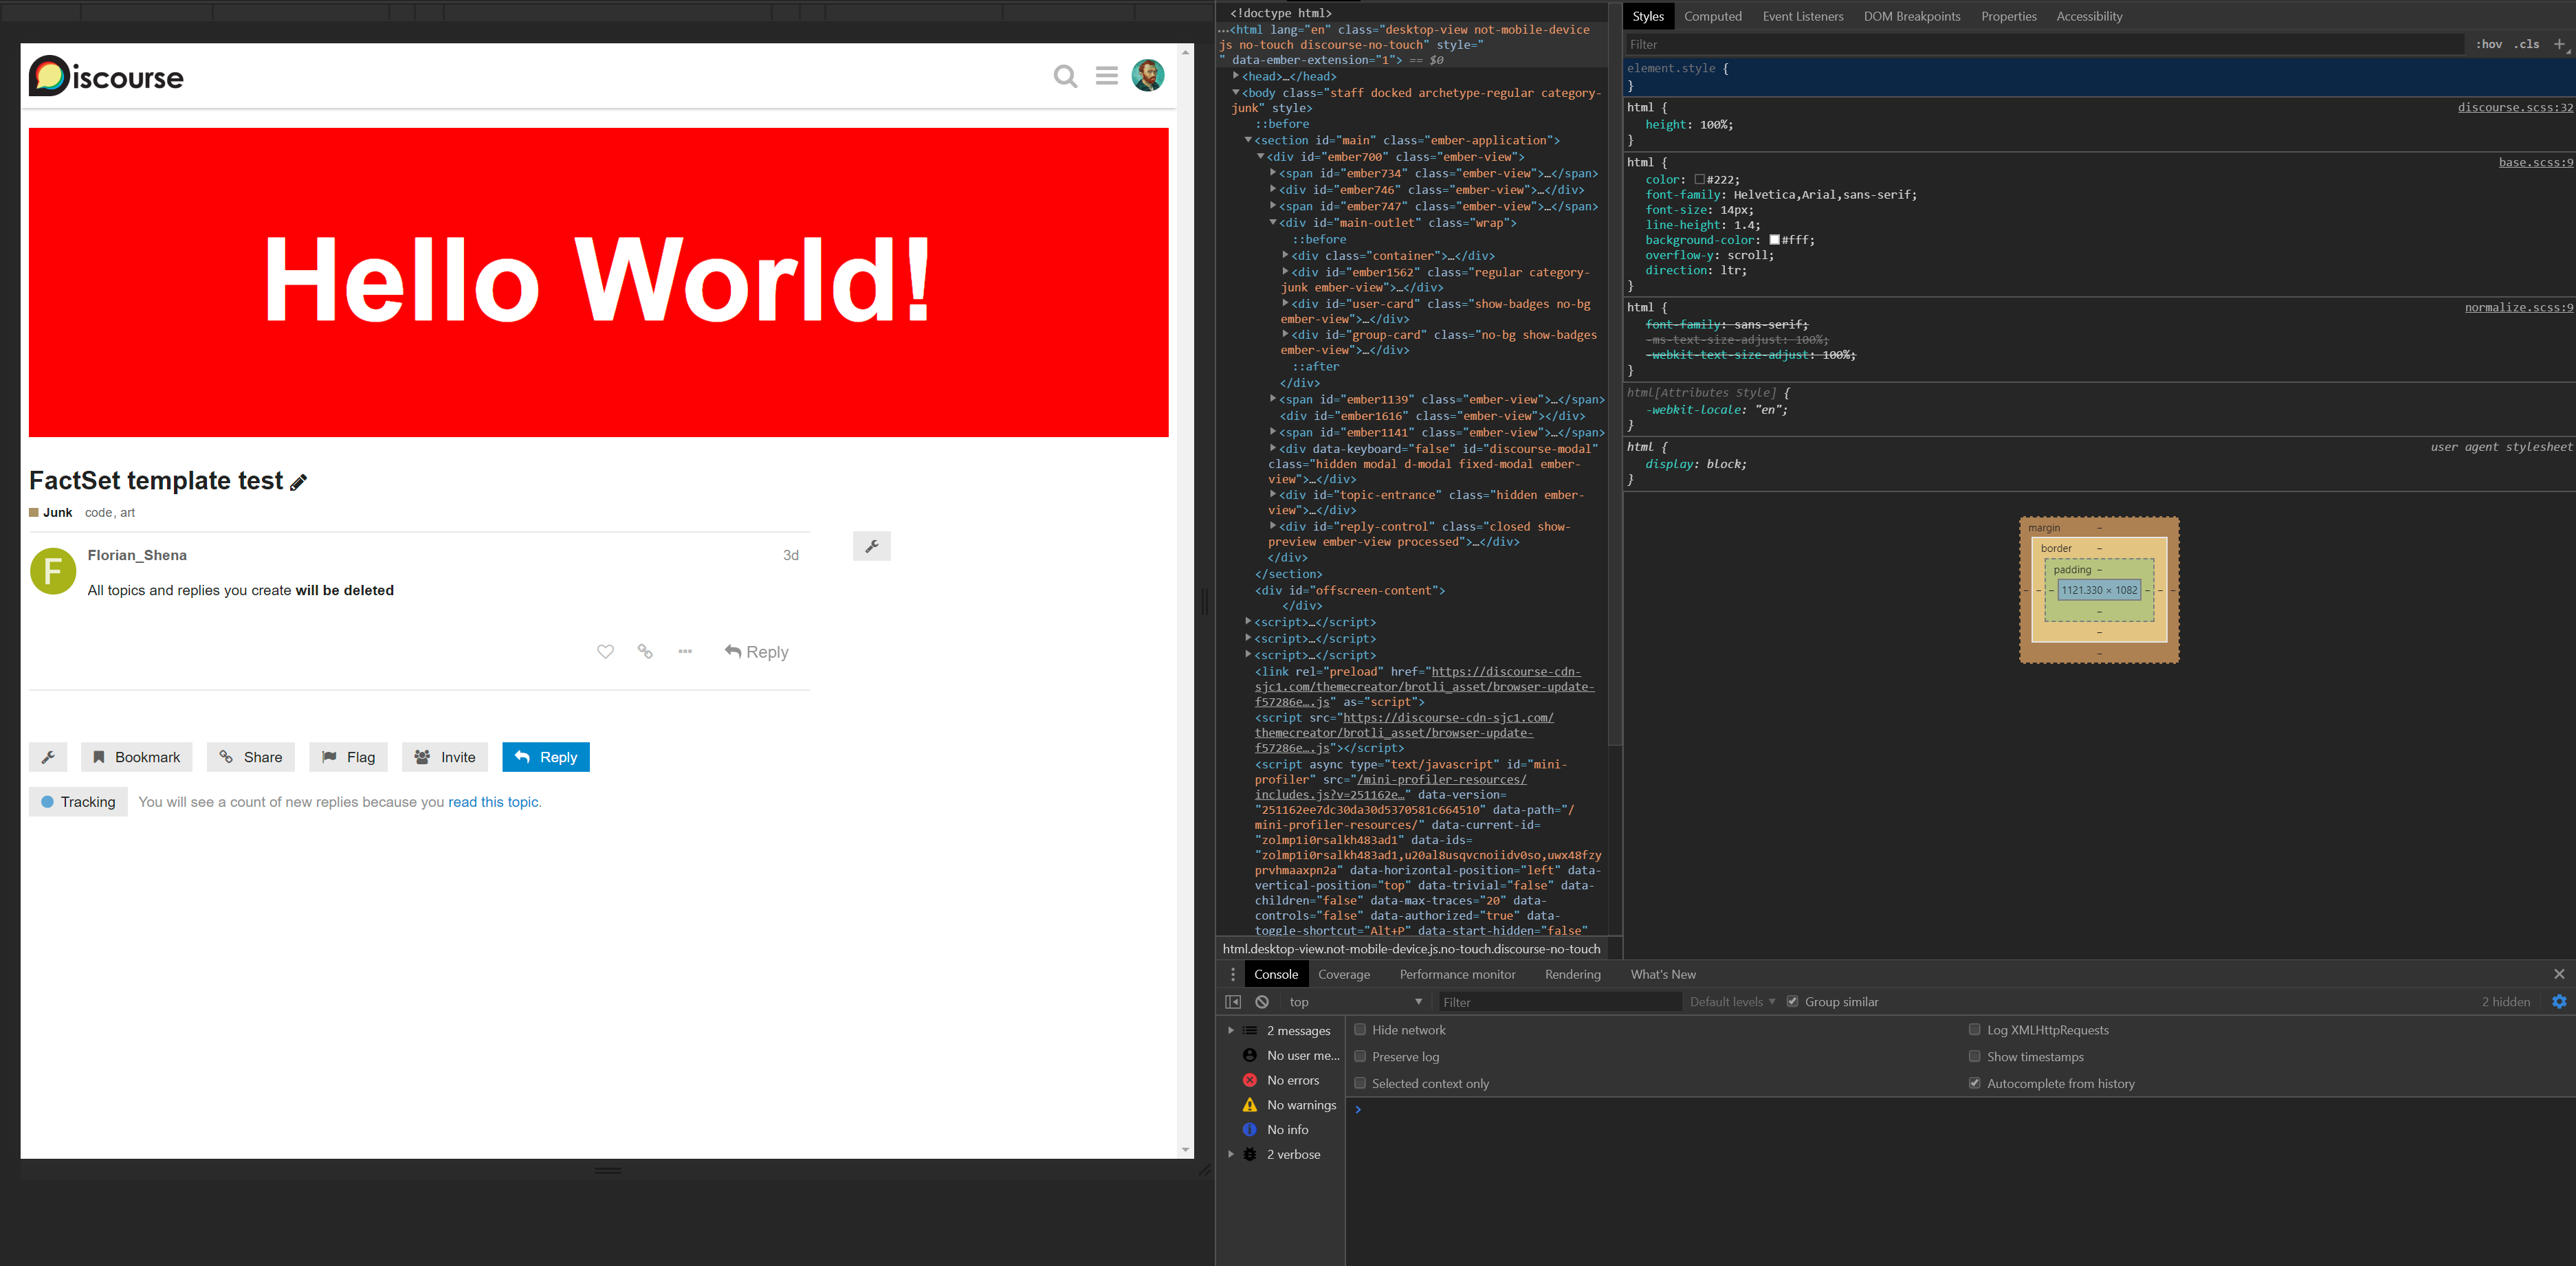 Discourse
Hello World!
FactSet template test
Junk code, art
F
Florian_Shena 3d
All topics and replies you create will be deleted
Reply
Bookmark Share Flag Invite Reply
Tracking You will see a count of new replies because you read this topic.
<!doctype html>
…<html lang="en" class="desktop-view not-mobile-device
js no-touch discourse-no-touch" style="
" data-ember-extension="1"> == $0
<head>…</head>
<body class="staff docked archetype-regular category-
junk" style>
::before
<section id="main" class="ember-application">
<div id="ember700" class="ember-view">
<span id="ember734" class="ember-view">…</span>
<div id="ember746" class="ember-view">…</div>
<span id="ember747" class="ember-view">…</span>
<div id="main-outlet" class="wrap">
::before
<div class="container">…</div>
<div id="ember1562" class="regular category-
junk ember-view">…</div>
<div id="user-card" class="show-badges no-bg
ember-view">…</div>
<div id="group-card" class="no-bg show-badges
ember-view">…</div>
::after
</div>
<span id="ember1139" class="ember-view">…</span>
<div id="ember1616" class="ember-view"></div>
<span id="ember1141" class="ember-view">…</span>
<div data-keyboard="false" id="discourse-modal"
class="hidden modal d-modal fixed-modal ember-
view">…</div>
<div id="topic-entrance" class="hidden ember-
view">…</div>
<div id="reply-control" class="closed show-
preview ember-view processed">…</div>
</div>
</section>
<div id="offscreen-content">
</div>
<script>…</script>
<script>…</script>
<script>…</script>
<link rel="preload" href="https://discourse-cdn-
sjc1.com/themecreator/brotli_asset/browser-update-
f57286e….js" as="script">
<script src="https://discourse-cdn-sjc1.com/
themecreator/brotli_asset/browser-update-
f57286e….js"></script>
<script async type="text/javascript" id="mini-
profiler" src="/mini-profiler-resources/
includes.js?v=251162e…" data-version=
"251162ee7dc30da30d5370581c664510" data-path="/
mini-profiler-resources/" data-current-id=
"zolmp1i0rsalkh483ad1" data-ids=
"zolmp1i0rsalkh483ad1,u20al8usqvcnoiidv0so,uwx48fzy
prvhmaaxpn2a" data-horizontal-position="left" data-
vertical-position="top" data-trivial="false" data-
children="false" data-max-traces="20" data-
controls="false" data-authorized="true" data-
toggle-shortcut="Alt+P" data-start-hidden="false"
html.desktop-view.not-mobile-device.js.no-touch.discourse-no-touch
Styles Computed Event Listeners DOM Breakpoints Properties Accessibility
Filter :hov .cls +
element.style {
}
html { discourse.scss:32
height: 100%;
}
html { base.scss:9
color: #222;
font-family: Helvetica,Arial,sans-serif;
font-size: 14px;
line-height: 1.4;
background-color: #fff;
overflow-y: scroll;
direction: ltr;
}
html { normalize.scss:9
font-family: sans-serif;
-ms-text-size-adjust: 100%;
-webkit-text-size-adjust: 100%;
}
html[Attributes Style] {
-webkit-locale: "en";
}
html { user agent stylesheet
display: block;
}
margin –
border –
padding –
– – – 1121.330 × 1082 – – –
–
–
–
Console Coverage Performance monitor Rendering What's New
top Filter Default levels Group similar 2 hidden
2 messages
No user me...
No errors
No warnings
No info
2 verbose
Hide network Log XMLHttpRequests
Preserve log Show timestamps
Selected context only Autocomplete from history